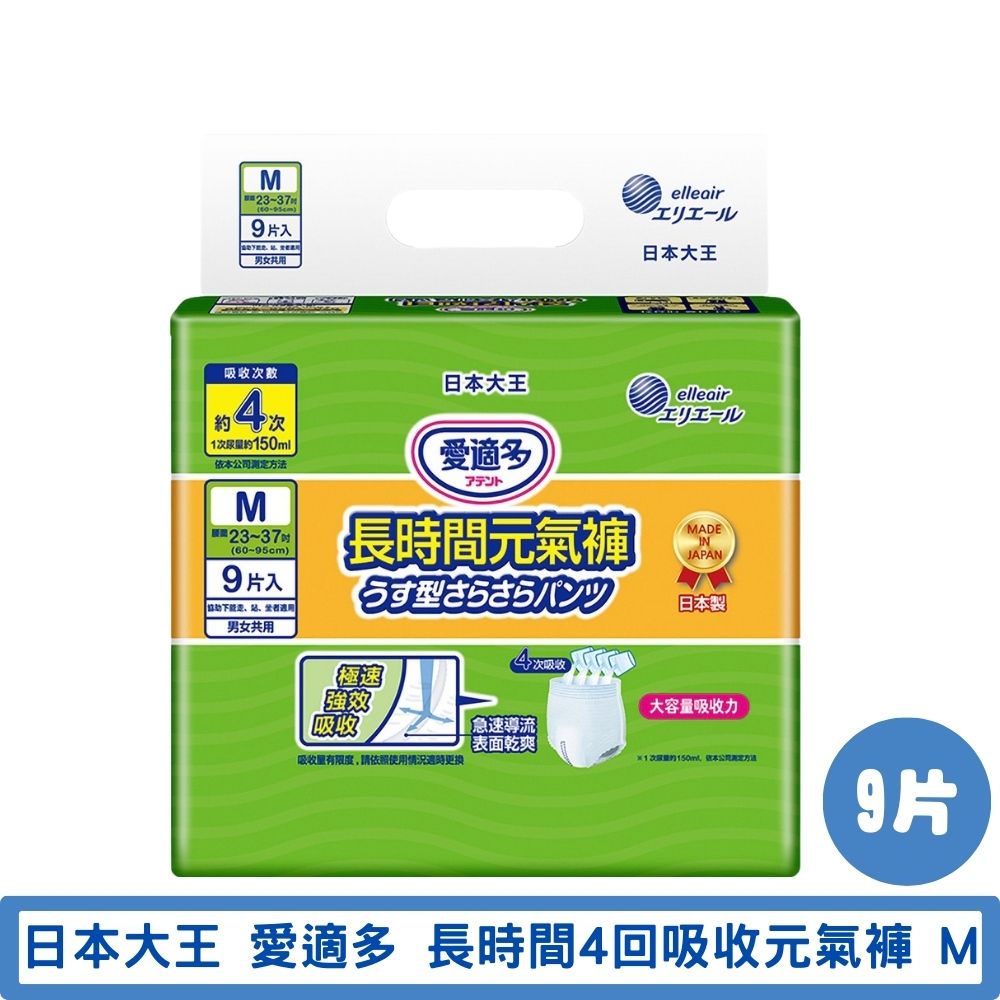 M
腰圍23~37吋
(60~95cm)
9片入
協助下能走、站、坐者適用
男女共用
elleair
エリエール
日本大王
吸收次數
約4次
1次尿量約150ml
依本公司測定方法
日本大王
elleair
エリエール
愛適多
アテント
M
腰圍23~37吋
(60~95cm)
9片入
協助下能走、站、坐者適用
男女共用
長時間元氣褲
うす型さらさらパンツ
MADE
IN
JAPAN
日本製
極速
強效
吸收
急速導流
表面乾爽
吸收量有限度,請依照使用情況適時更換
4次吸收
大容量吸收力
※1次尿量約150ml, 依本公司測定方法
9片
日本大王 愛適多 長時間4回吸收元氣褲 M